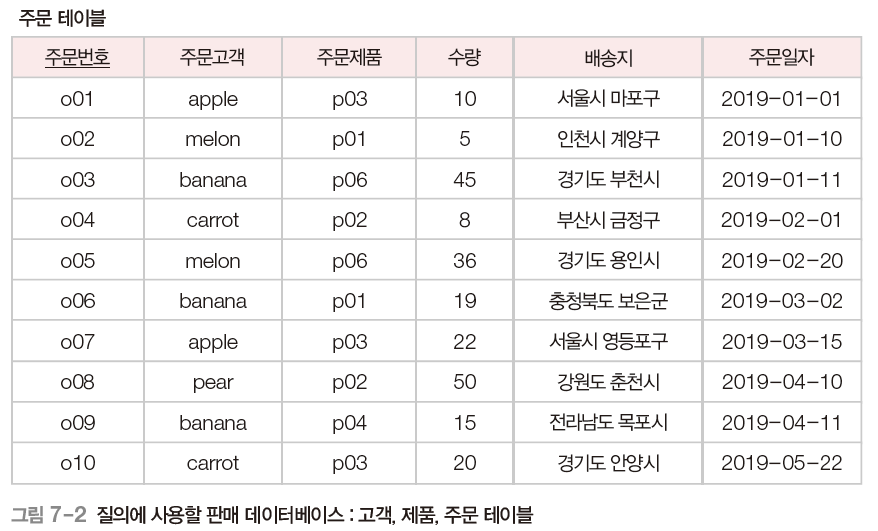 주문 테이블
주문번호 주문고객 주문제품 수량 배송지 주문일자
o01 apple p03 10 서울시 마포구 2019-01-01
o02 melon p01 5 인천시 계양구 2019-01-10
o03 banana p06 45 경기도 부천시 2019-01-11
o04 carrot p02 8 부산시 금정구 2019-02-01
o05 melon p06 36 경기도 용인시 2019-02-20
o06 banana p01 19 충청북도 보은군 2019-03-02
o07 apple p03 22 서울시 영등포구 2019-03-15
o08 pear p02 50 강원도 춘천시 2019-04-10
o09 banana p04 15 전라남도 목포시 2019-04-11
o10 carrot p03 20 경기도 안양시 2019-05-22
그림 7-2 질의에 사용할 판매 데이터베이스 : 고객, 제품, 주문 테이블